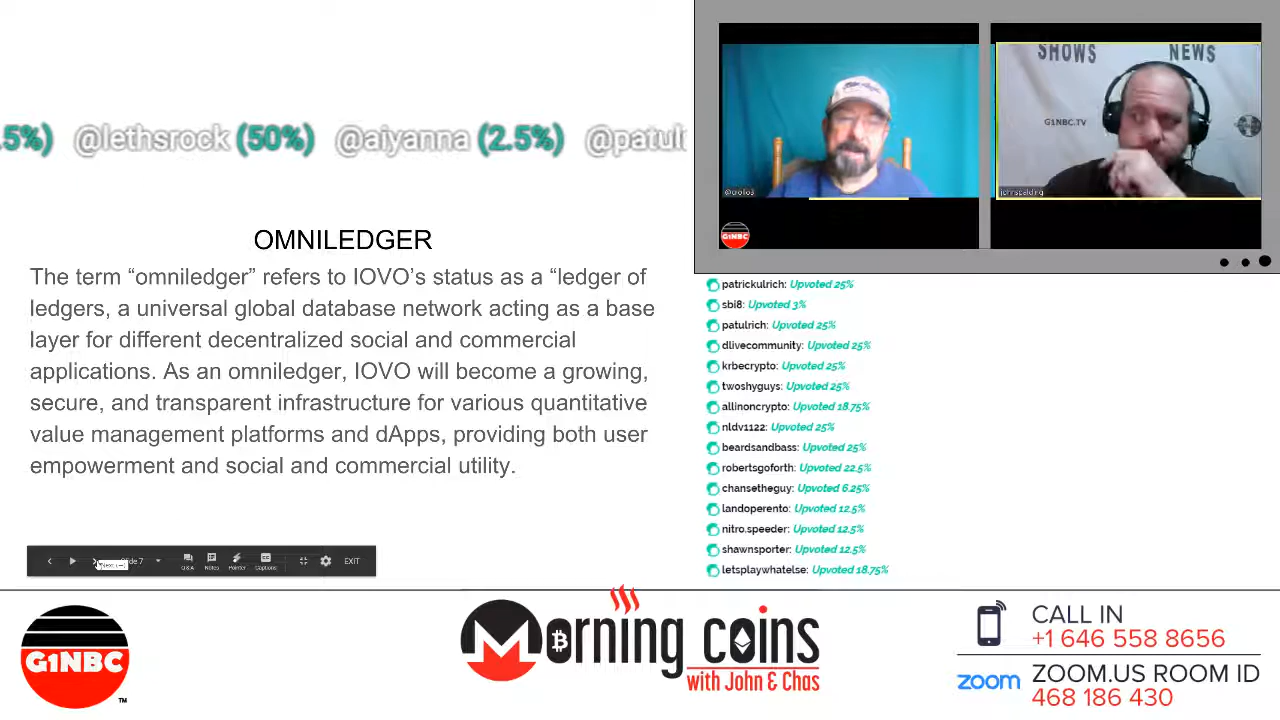 .5%) @lethsrock (50%) @aiyanna (2.5%) @patul
OMNILEDGER
The term “omniledger” refers to IOVO’s status as a “ledger of
ledgers, a universal global database network acting as a base
layer for different decentralized social and commercial
applications. As an omniledger, IOVO will become a growing,
secure, and transparent infrastructure for various quantitative
value management platforms and dApps, providing both user
empowerment and social and commercial utility.
7
Q&A Notes Pointer Captions EXIT
SHOWS NEWS
G1NBC.TV
johnspalding
G1NBC
patrickulrich: Upvoted 25%
sbi8: Upvoted 3%
patulrich: Upvoted 25%
dlivecommunity: Upvoted 25%
krbecrypto: Upvoted 25%
twoshyguys: Upvoted 25%
allinoncrypto: Upvoted 18.75%
nldv1122: Upvoted 25%
beardsandbass: Upvoted 25%
robertsgoforth: Upvoted 22.5%
chansetheguy: Upvoted 6.25%
landoperento: Upvoted 12.5%
nitro.speeder: Upvoted 12.5%
shawnsporter: Upvoted 12.5%
letsplaywhatelse: Upvoted 18.75%
G1NBC
TM
Morning coins
with John & Chas
CALL IN
+1 646 558 8656
zoom ZOOM.US ROOM ID
468 186 430